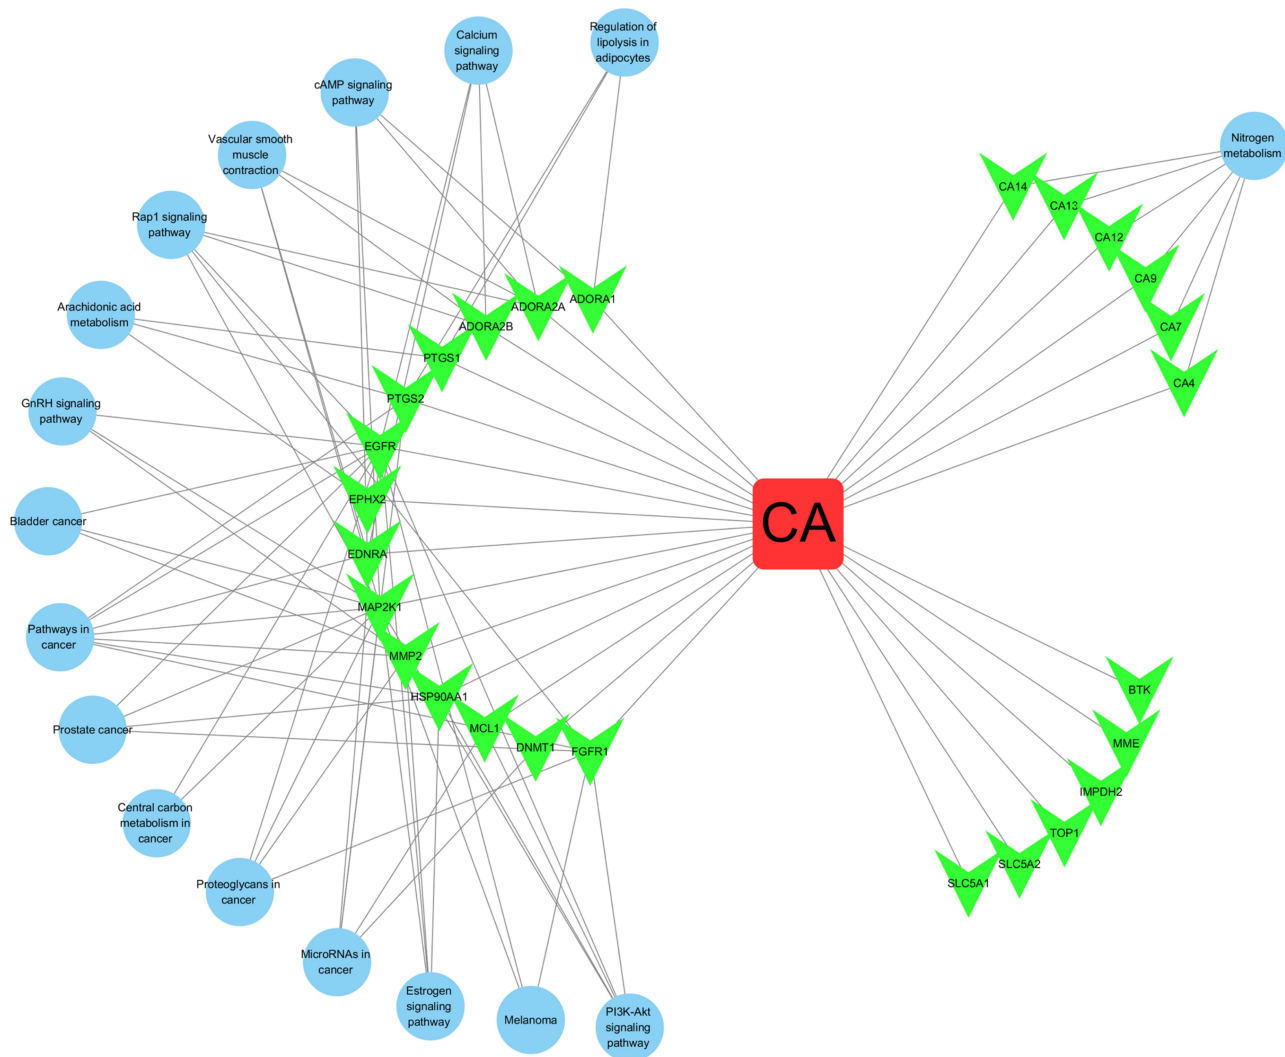 Regulation of
lipolysis in
adipocytes
Calcium
signaling
pathway
cAMP signaling
pathway
Vascular smooth
muscle
contraction
Rap1 signaling
pathway
Arachidonic acid
metabolism
GnRH signaling
pathway
Bladder cancer
Pathways in
cancer
Prostate cancer
Central carbon
metabolism in
cancer
Proteoglycans in
cancer
MicroRNAs in
cancer
Estrogen
signaling
pathway
Melanoma
PI3K-Akt
signaling
pathway
ADORA1
ADORA2A
ADORA2B
PTGS1
PTGS2
EGFR
EPHX2
EDNRA
MAP2K1
MMP2
HSP90AA1
MCL1
DNMT1
FGFR1
CA
Nitrogen
metabolism
CA14
CA13
CA12
CA9
CA7
CA4
BTK
MME
IMPDH2
TOP1
SLC5A2
SLC5A1